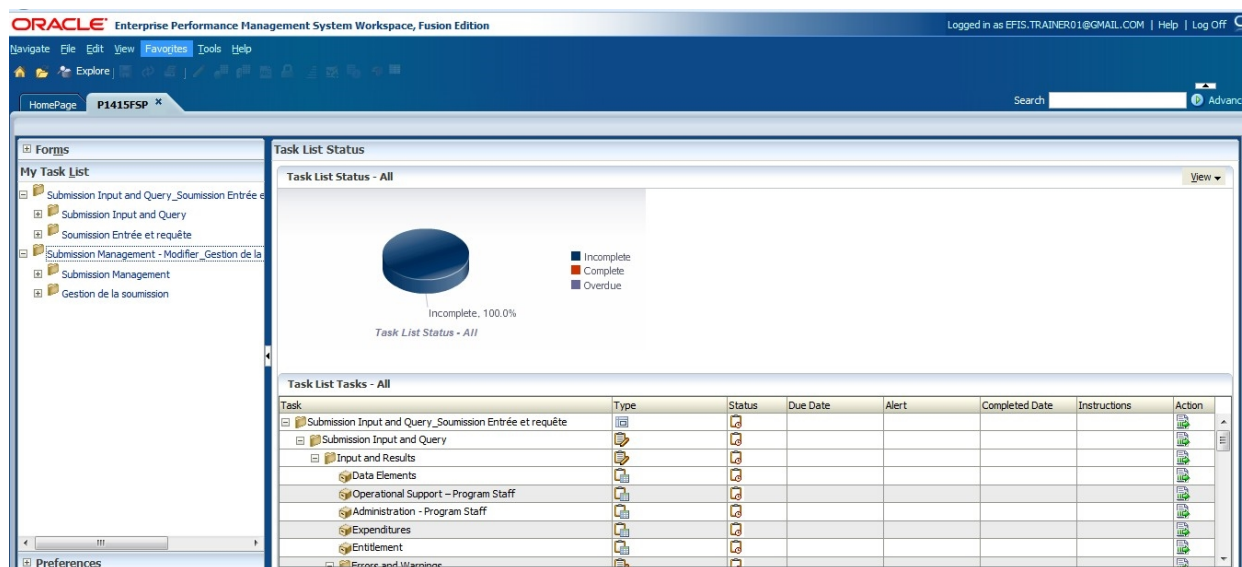 ORACLE Enterprise Performance Management System Workspace, Fusion Edition
Logged in as EFIS.TRAINER01@GMAIL.COM | Help | Log Off
Navigate File Edit View Favorites Tools Help
Explore
HomePage P1415FSP ×
Search Advanc
Forms
My Task List
Submission Input and Query_Soumission Entrée e
Submission Input and Query
Soumission Entrée et requête
Submission Management - Modifier_Gestion de la
Submission Management
Gestion de la soumission
Preferences
Task List Status
Task List Status - All
View
Incomplete
Complete
Overdue
Incomplete, 100.0%
Task List Status - All
Task List Tasks - All
Task Type Status Due Date Alert Completed Date Instructions Action
Submission Input and Query_Soumission Entrée et requête
Submission Input and Query
Input and Results
Data Elements
Operational Support – Program Staff
Administration - Program Staff
Expenditures
Entitlement
Errors and Warnings